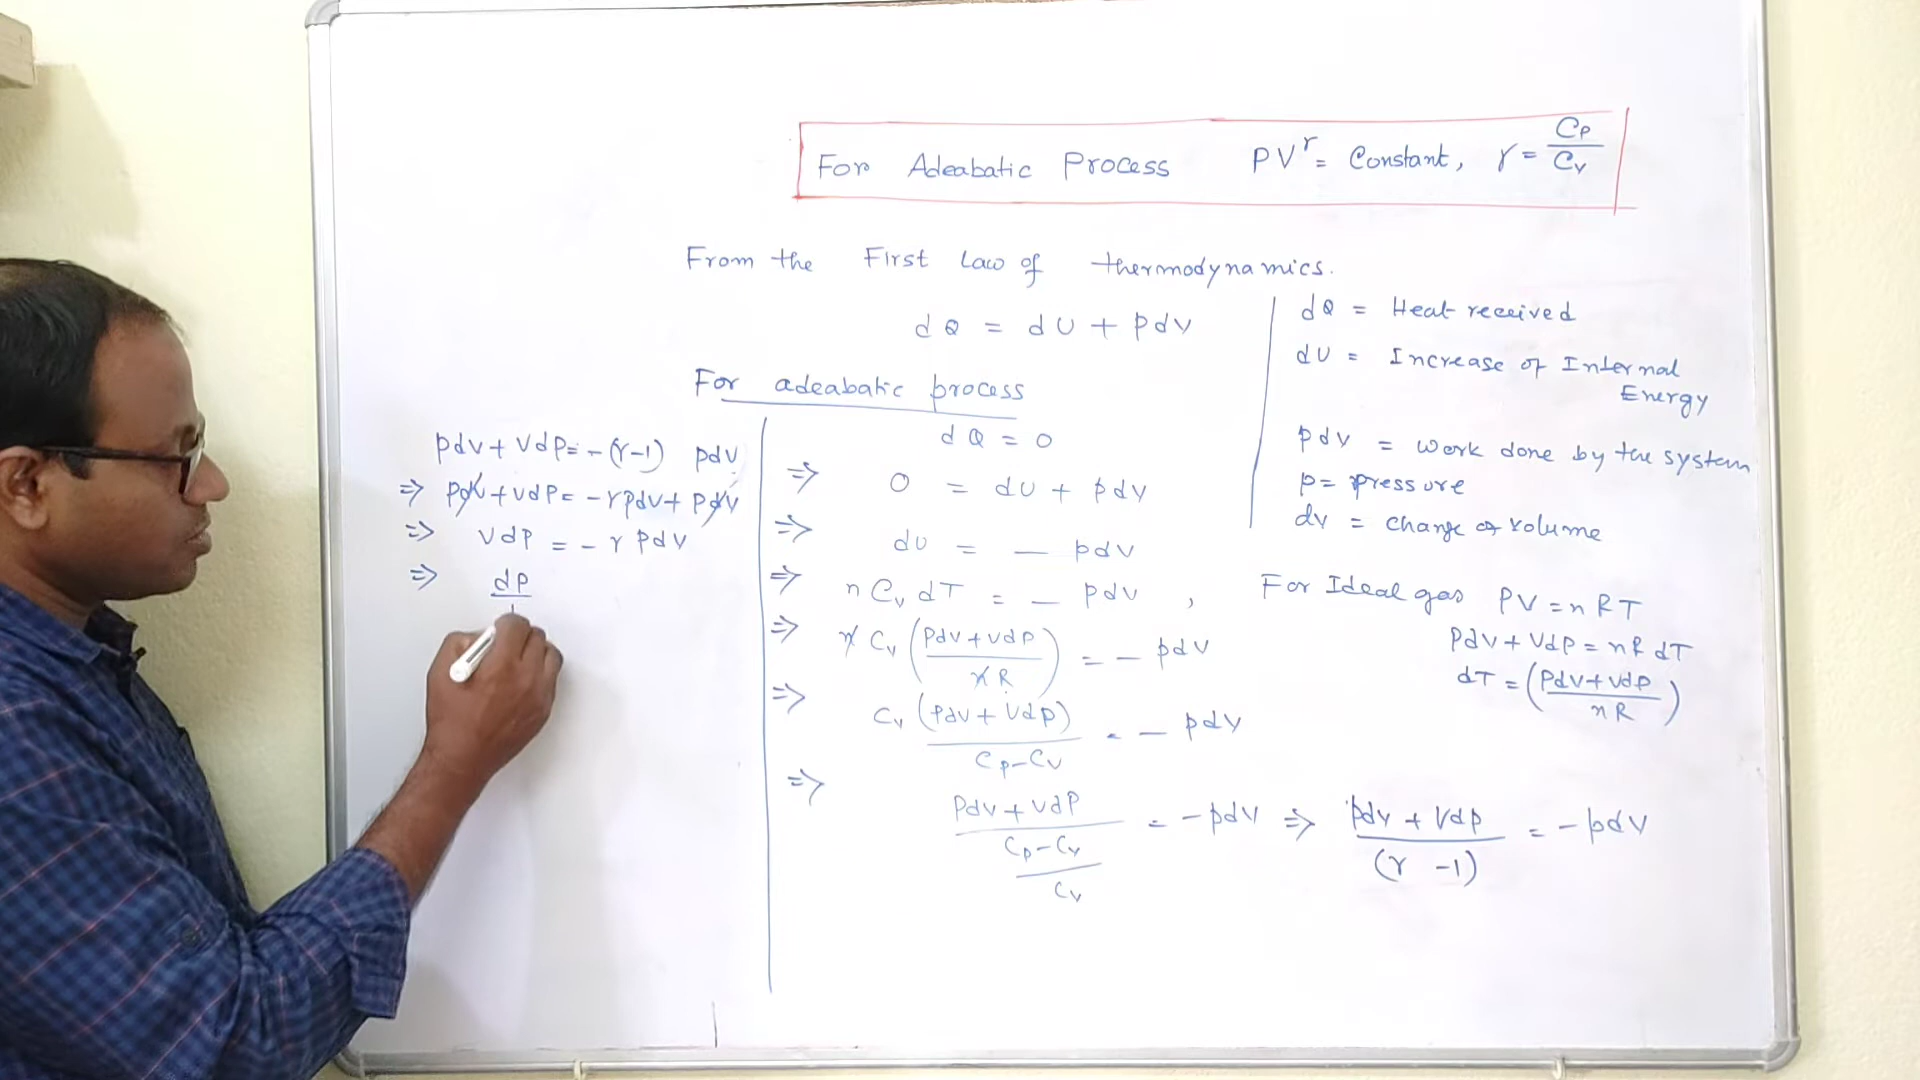 For Adeabatic Process PV^γ = Constant, γ = Cp/Cv
From the First Law of thermodynamics.
dQ = dU + PdV
dQ = Heat received
dU = Increase of Internal
Energy
pdv = work done by the system
p = pressure
dv = change of volume
For adeabatic process
dQ = 0
⇒ 0 = dU + pdv
⇒ dU = — pdv
⇒ nCv dT = — pdv , For Ideal gas PV = nRT
PdV + VdP = nR dT
dT = (PdV + VdP / nR)
⇒ n Cv (PdV + VdP / nR) = — pdv
⇒ Cv (PdV + VdP) / Cp-Cv = — pdv
⇒ PdV + VdP / (Cp-Cv / Cv) = -pdv ⇒ pdv + VdP / (γ -1) = -pdv
pdv + VdP = -(γ-1) pdv
⇒ pdv + VdP = -γpdv + pdv
⇒ VdP = - γ pdv
⇒ dP